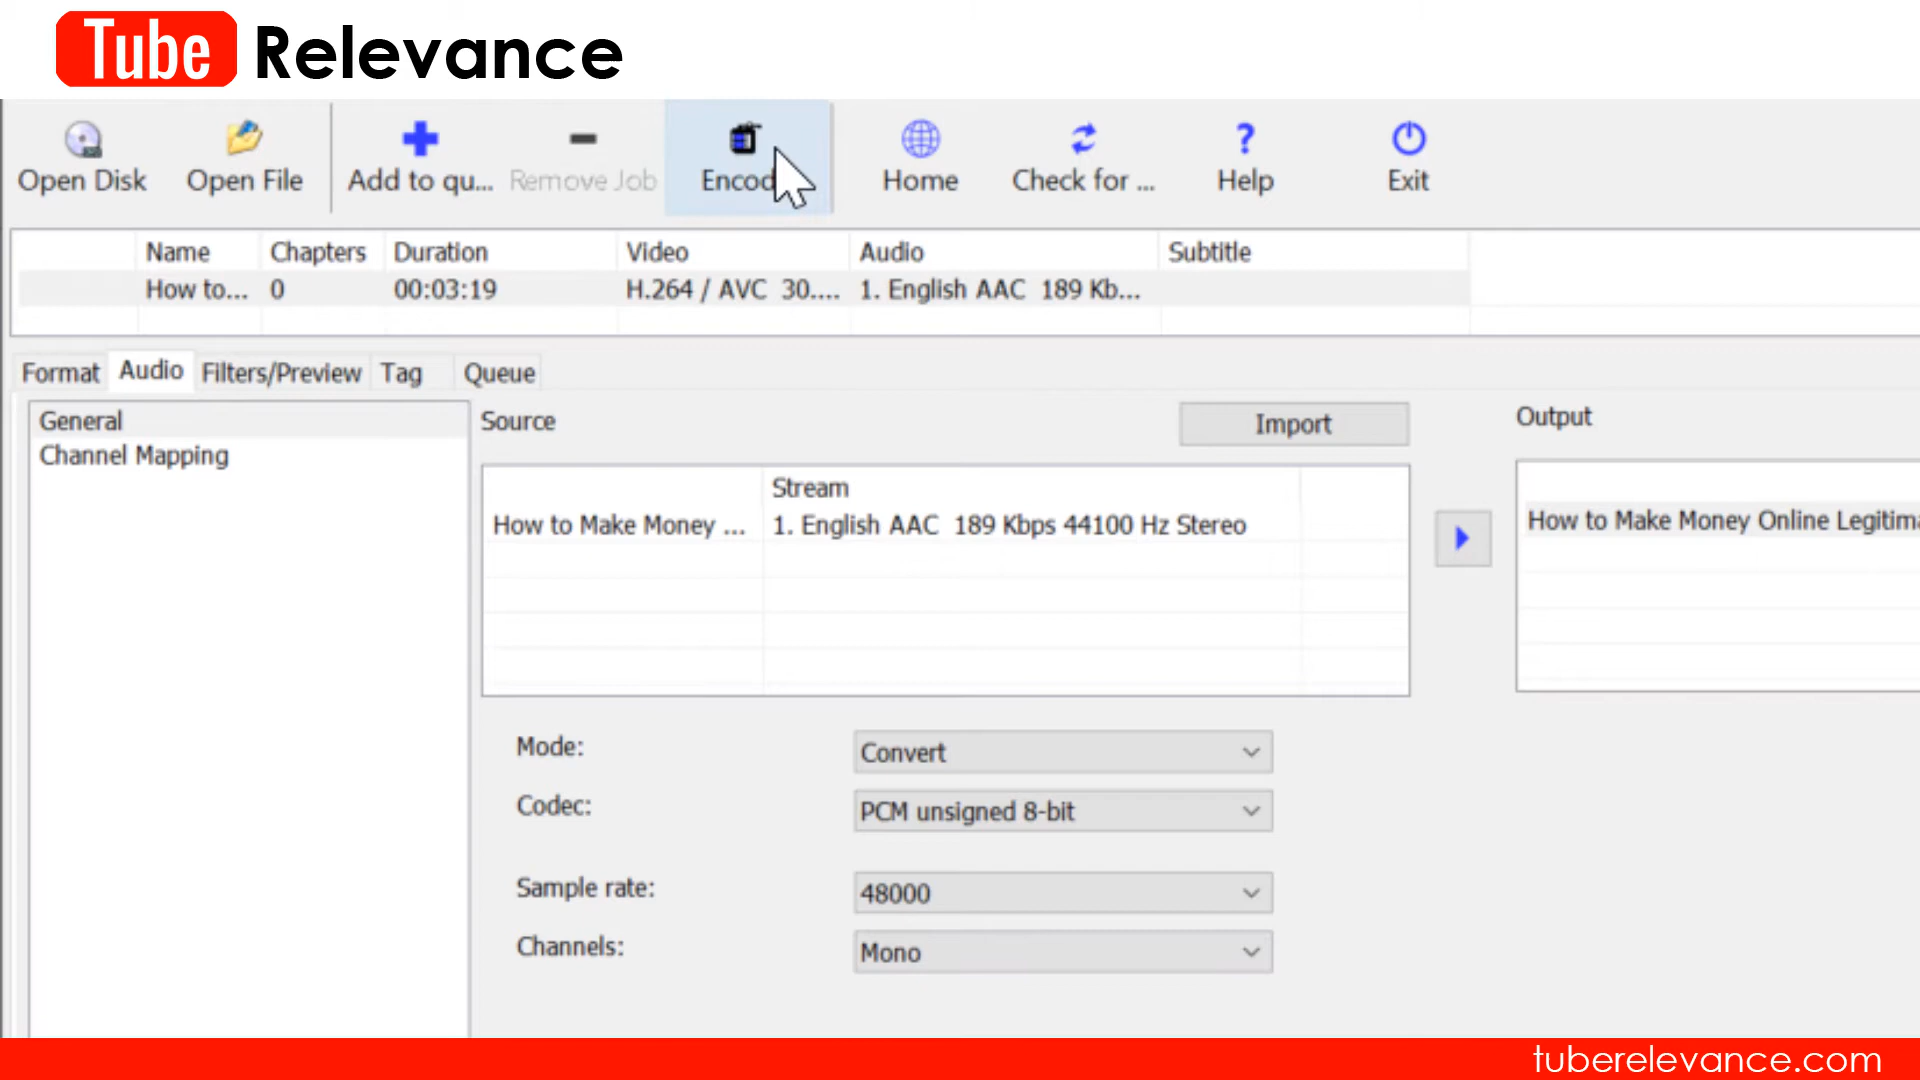 Tube Relevance
Open Disk Open File Add to qu... Remove Job Encod Home Check for ... Help Exit
Name Chapters Duration Video Audio Subtitle
How to... 0 00:03:19 H.264 / AVC 30.... 1. English AAC 189 Kb...
Format Audio Filters/Preview Tag Queue
General Source Import Output
Channel Mapping
Stream
How to Make Money ... 1. English AAC 189 Kbps 44100 Hz Stereo How to Make Money Online Legitima
Mode: Convert
Codec: PCM unsigned 8-bit
Sample rate: 48000
Channels: Mono
tuberelevance.com